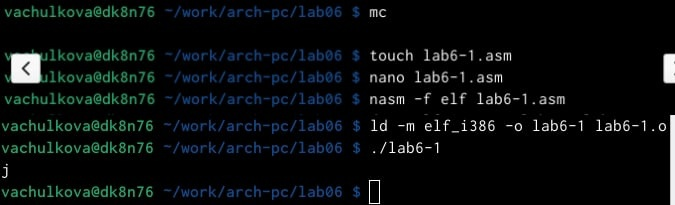 vachulkova@dk8n76 ~/work/arch-pc/lab06 $ mc
vachulkova@dk8n76 ~/work/arch-pc/lab06 $ touch lab6-1.asm
vachulkova@dk8n76 ~/work/arch-pc/lab06 $ nano lab6-1.asm
vachulkova@dk8n76 ~/work/arch-pc/lab06 $ nasm -f elf lab6-1.asm
vachulkova@dk8n76 ~/work/arch-pc/lab06 $ ld -m elf_i386 -o lab6-1 lab6-1.o
vachulkova@dk8n76 ~/work/arch-pc/lab06 $ ./lab6-1
j
vachulkova@dk8n76 ~/work/arch-pc/lab06 $